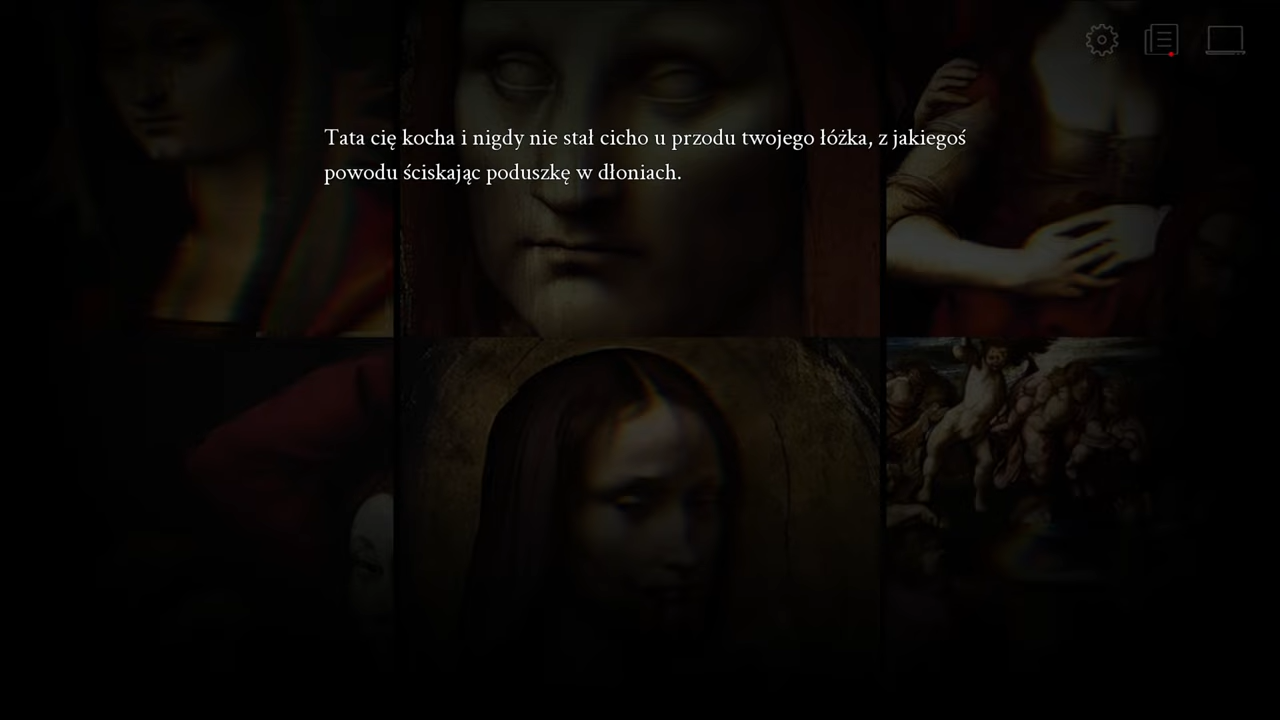 Tata cię kocha i nigdy nie stał cicho u przodu twojego łóżka, z jakiegoś
powodu ściskając poduszkę w dłoniach.